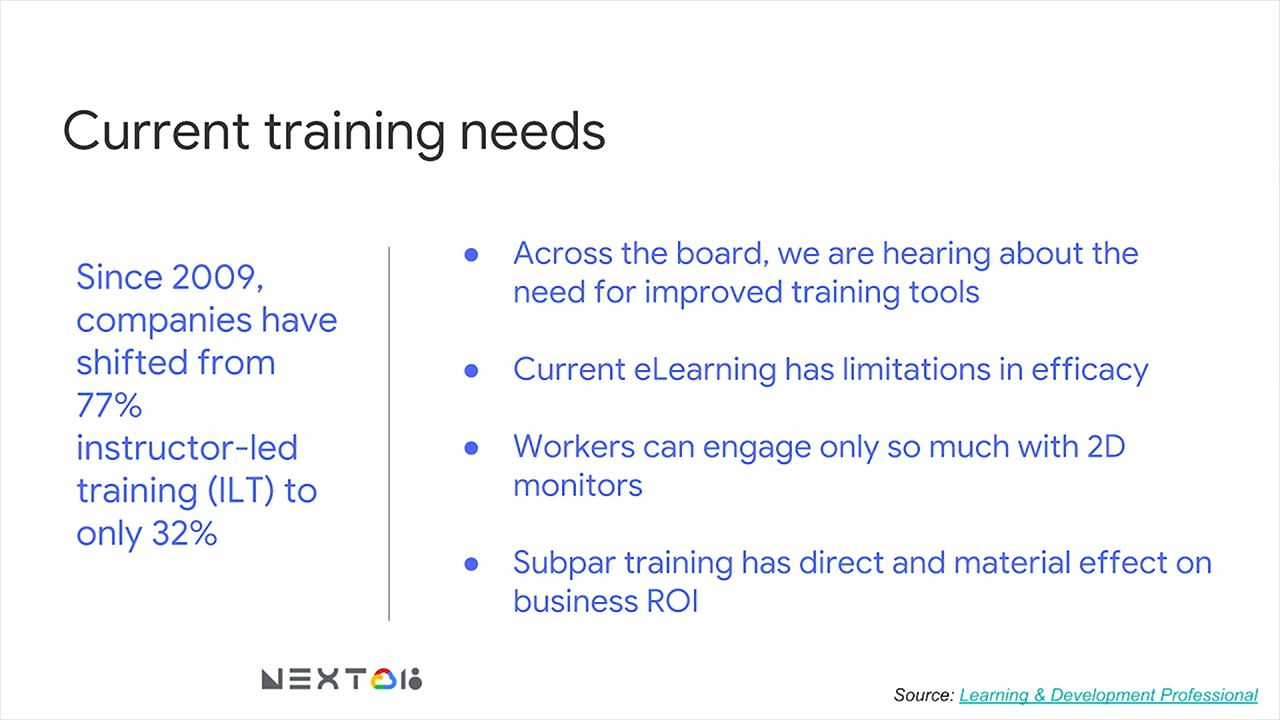 Current training needs
Since 2009,
companies have
shifted from
77%
instructor-led
training (ILT) to
only 32%
● Across the board, we are hearing about the
need for improved training tools
● Current eLearning has limitations in efficacy
● Workers can engage only so much with 2D
monitors
● Subpar training has direct and material effect on
business ROI
NEXT 18
Source: Learning & Development Professional